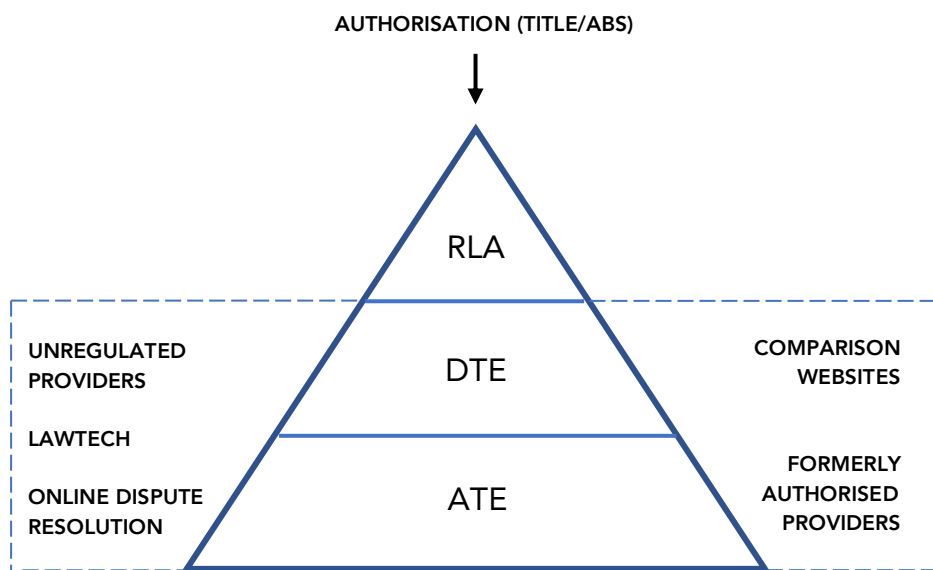 AUTHORISATION (TITLE/ABS)
RLA
UNREGULATED
PROVIDERS
LAWTECH
ONLINE DISPUTE
RESOLUTION
DTE
ATE
COMPARISON
WEBSITES
FORMERLY
AUTHORISED
PROVIDERS